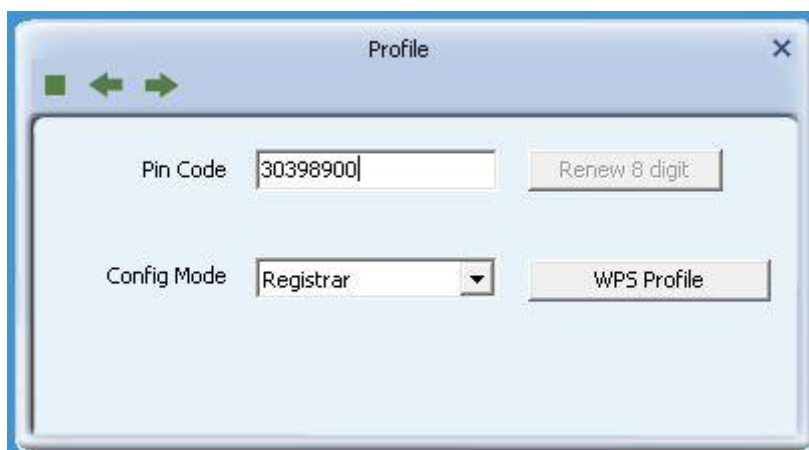 Profile
Pin Code 30398900 Renew 8 digit
Config Mode Registrar WPS Profile